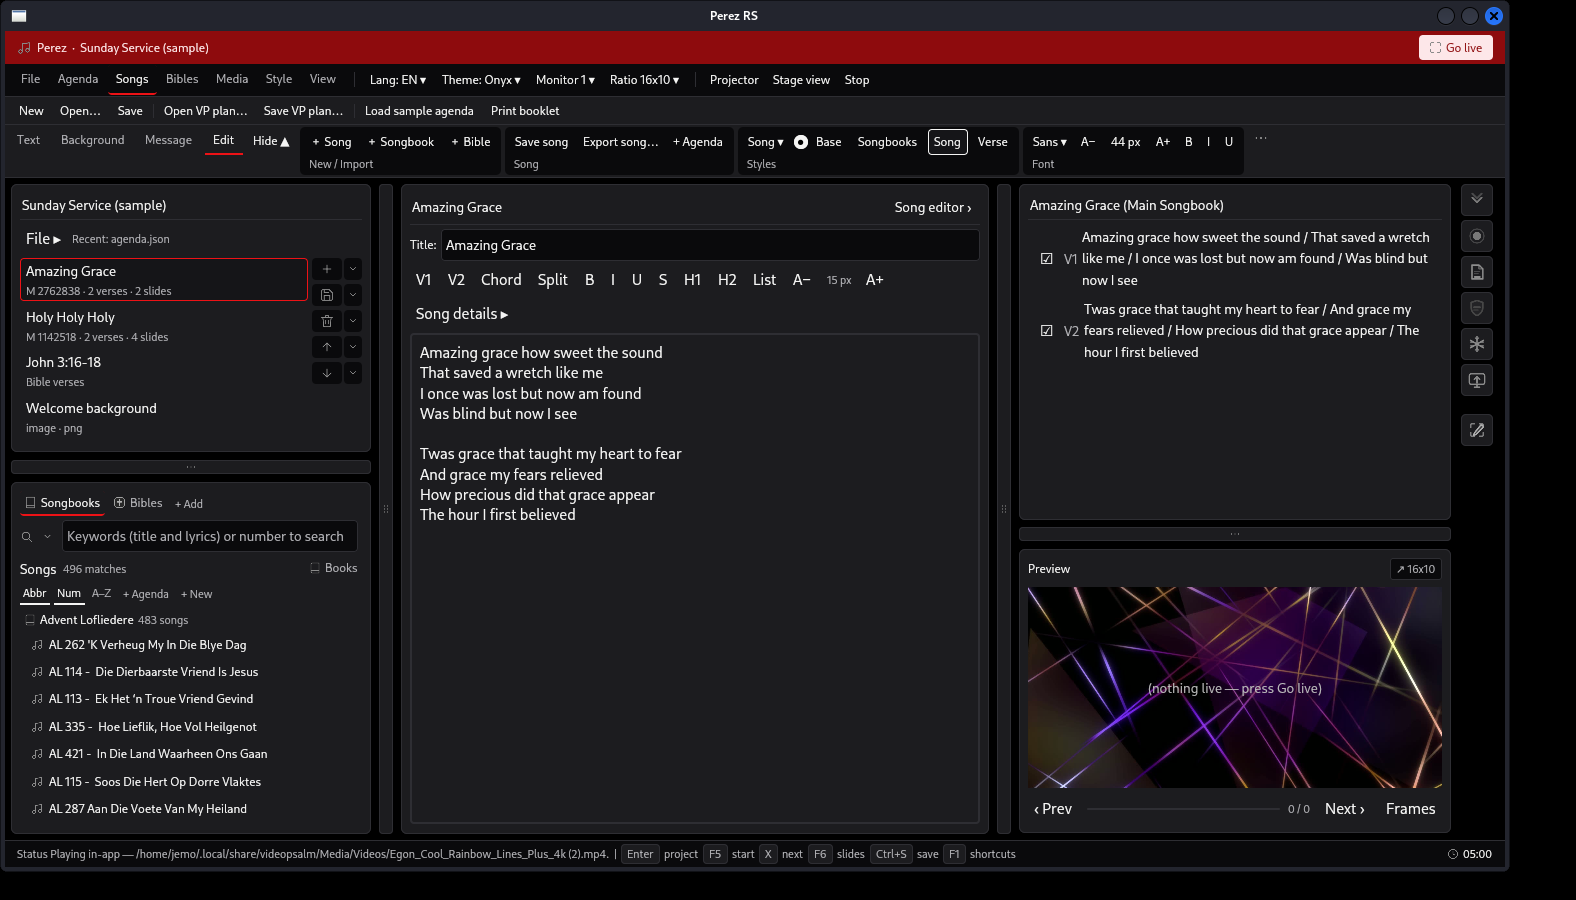 Perez RS
Perez · Sunday Service (sample)
Go live
File Agenda Songs Bibles Media Style View Lang: EN ▾ Theme: Onyx ▾ Monitor 1 ▾ Ratio 16x10 ▾ Projector Stage view Stop
New Open... Save Open VP plan... Save VP plan... Load sample agenda Print booklet
Text Background Message Edit Hide ▲
+ Song + Songbook + Bible
New / Import
Save song Export song... + Agenda
Song
Song ▾ Base Songbooks Song Verse
Styles
Sans ▾ A− 44 px A+ B I U
Font
...
Sunday Service (sample)
File ▸ Recent: agenda.json
Amazing Grace
M 2762838 · 2 verses · 2 slides
Holy Holy Holy
M 1142518 · 2 verses · 4 slides
John 3:16-18
Bible verses
Welcome background
image · png
Songbooks Bibles + Add
Keywords (title and lyrics) or number to search
Songs 496 matches Books
Abbr Num A–Z + Agenda + New
Advent Lofliedere 483 songs
AL 262 'K Verheug My In Die Blye Dag
AL 114 - Die Dierbaarste Vriend Is Jesus
AL 113 - Ek Het 'n Troue Vriend Gevind
AL 335 - Hoe Lieflik, Hoe Vol Heilgenot
AL 421 - In Die Land Waarheen Ons Gaan
AL 115 - Soos Die Hert Op Dorre Vlaktes
AL 287 Aan Die Voete Van My Heiland
Amazing Grace Song editor ›
Title: Amazing Grace
V1 V2 Chord Split B I U S H1 H2 List A− 15 px A+
Song details ▸
Amazing grace how sweet the sound
That saved a wretch like me
I once was lost but now am found
Was blind but now I see
Twas grace that taught my heart to fear
And grace my fears relieved
How precious did that grace appear
The hour I first believed
Amazing Grace (Main Songbook)
Amazing grace how sweet the sound / That saved a wretch
V1 like me / I once was lost but now am found / Was blind but
now I see
Twas grace that taught my heart to fear / And grace my
V2 fears relieved / How precious did that grace appear / The
hour I first believed
Preview ↗ 16x10
(nothing live — press Go live)
‹ Prev 0 / 0 Next › Frames
Status Playing in-app — /home/jemo/.local/share/videopsalm/Media/Videos/Egon_Cool_Rainbow_Lines_Plus_4k (2).mp4. | Enter project F5 start X next F6 slides Ctrl+S save F1 shortcuts 05:00